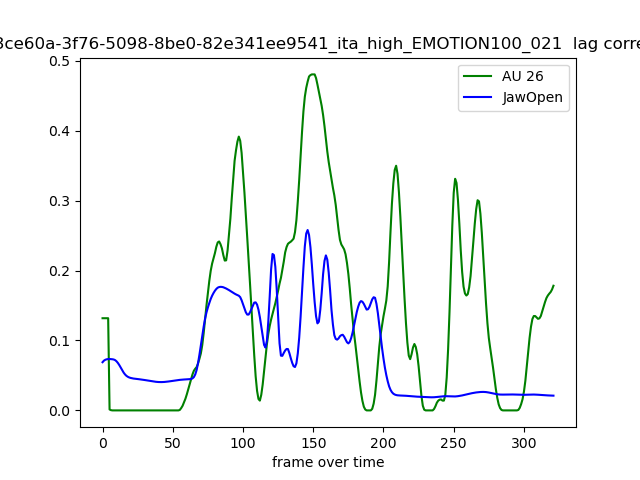 3ce60a-3f76-5098-8be0-82e341ee9541_ita_high_EMOTION100_021 lag corre
AU 26
JawOpen
0.5
0.4
0.3
0.2
0.1
0.0
0 50 100 150 200 250 300
frame over time